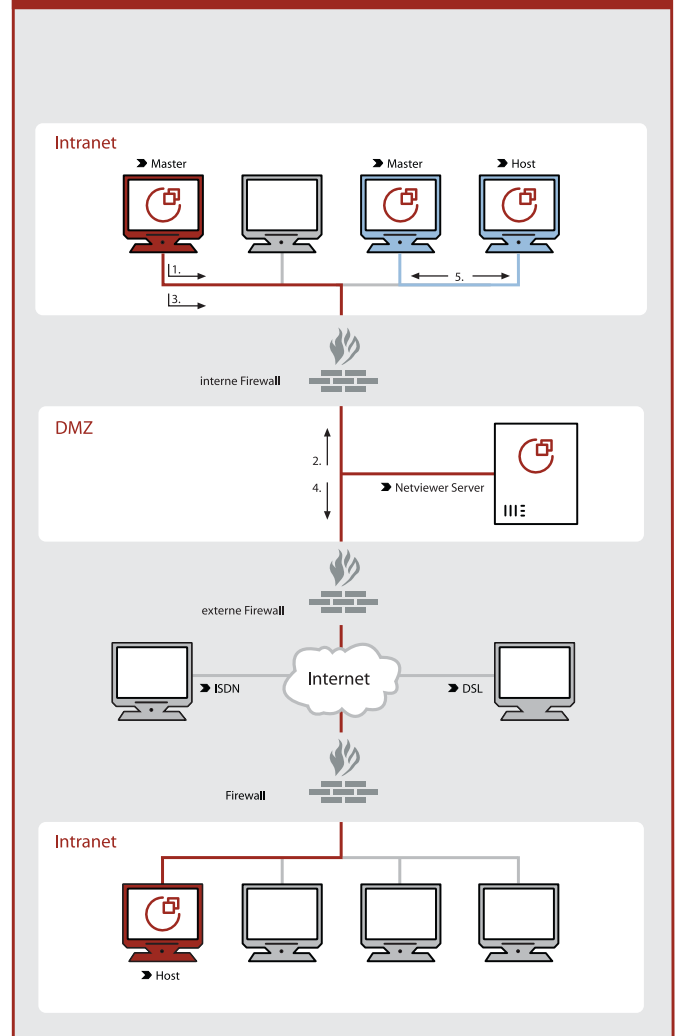 Intranet
Master
Master
Host
1.
5.
3.
interne Firewall
DMZ
2.
4.
Netviewer Server
externe Firewall
Internet
ISDN
DSL
Firewall
Intranet
Host